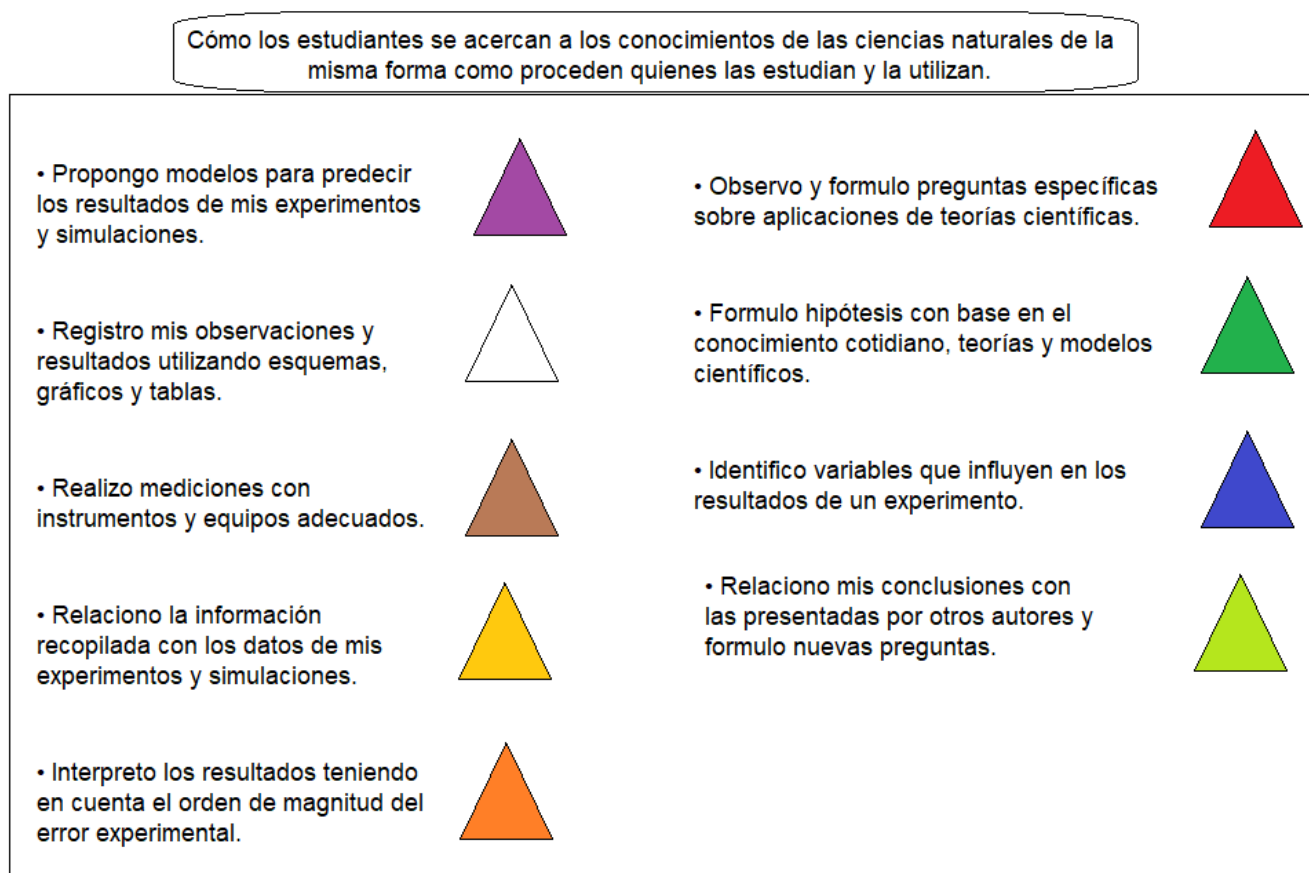 Cómo los estudiantes se acercan a los conocimientos de las ciencias naturales de la
misma forma como proceden quienes las estudian y la utilizan.
• Propongo modelos para predecir
los resultados de mis experimentos
y simulaciones.
• Registro mis observaciones y
resultados utilizando esquemas,
gráficos y tablas.
• Realizo mediciones con
instrumentos y equipos adecuados.
• Relaciono la información
recopilada con los datos de mis
experimentos y simulaciones.
• Interpreto los resultados teniendo
en cuenta el orden de magnitud del
error experimental.
• Observo y formulo preguntas específicas
sobre aplicaciones de teorías científicas.
• Formulo hipótesis con base en el
conocimiento cotidiano, teorías y modelos
científicos.
• Identifico variables que influyen en los
resultados de un experimento.
• Relaciono mis conclusiones con
las presentadas por otros autores y
formulo nuevas preguntas.